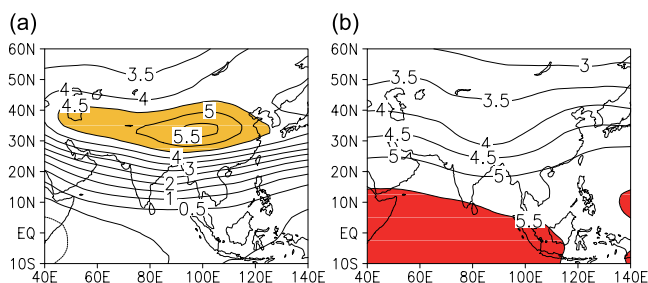 (a) (b)
60N 60N
50N 3.5 50N 3.5 3
4 4 3.5
40N 4.5 5 40N 4 4
5.5 4.5
30N 4 30N 5 4.5
20N 3 20N 5
2
10N 1 0.5 10N 5.5
EQ EQ
10S 10S
40E 60E 80E 100E 120E 140E 40E 60E 80E 100E 120E 140E